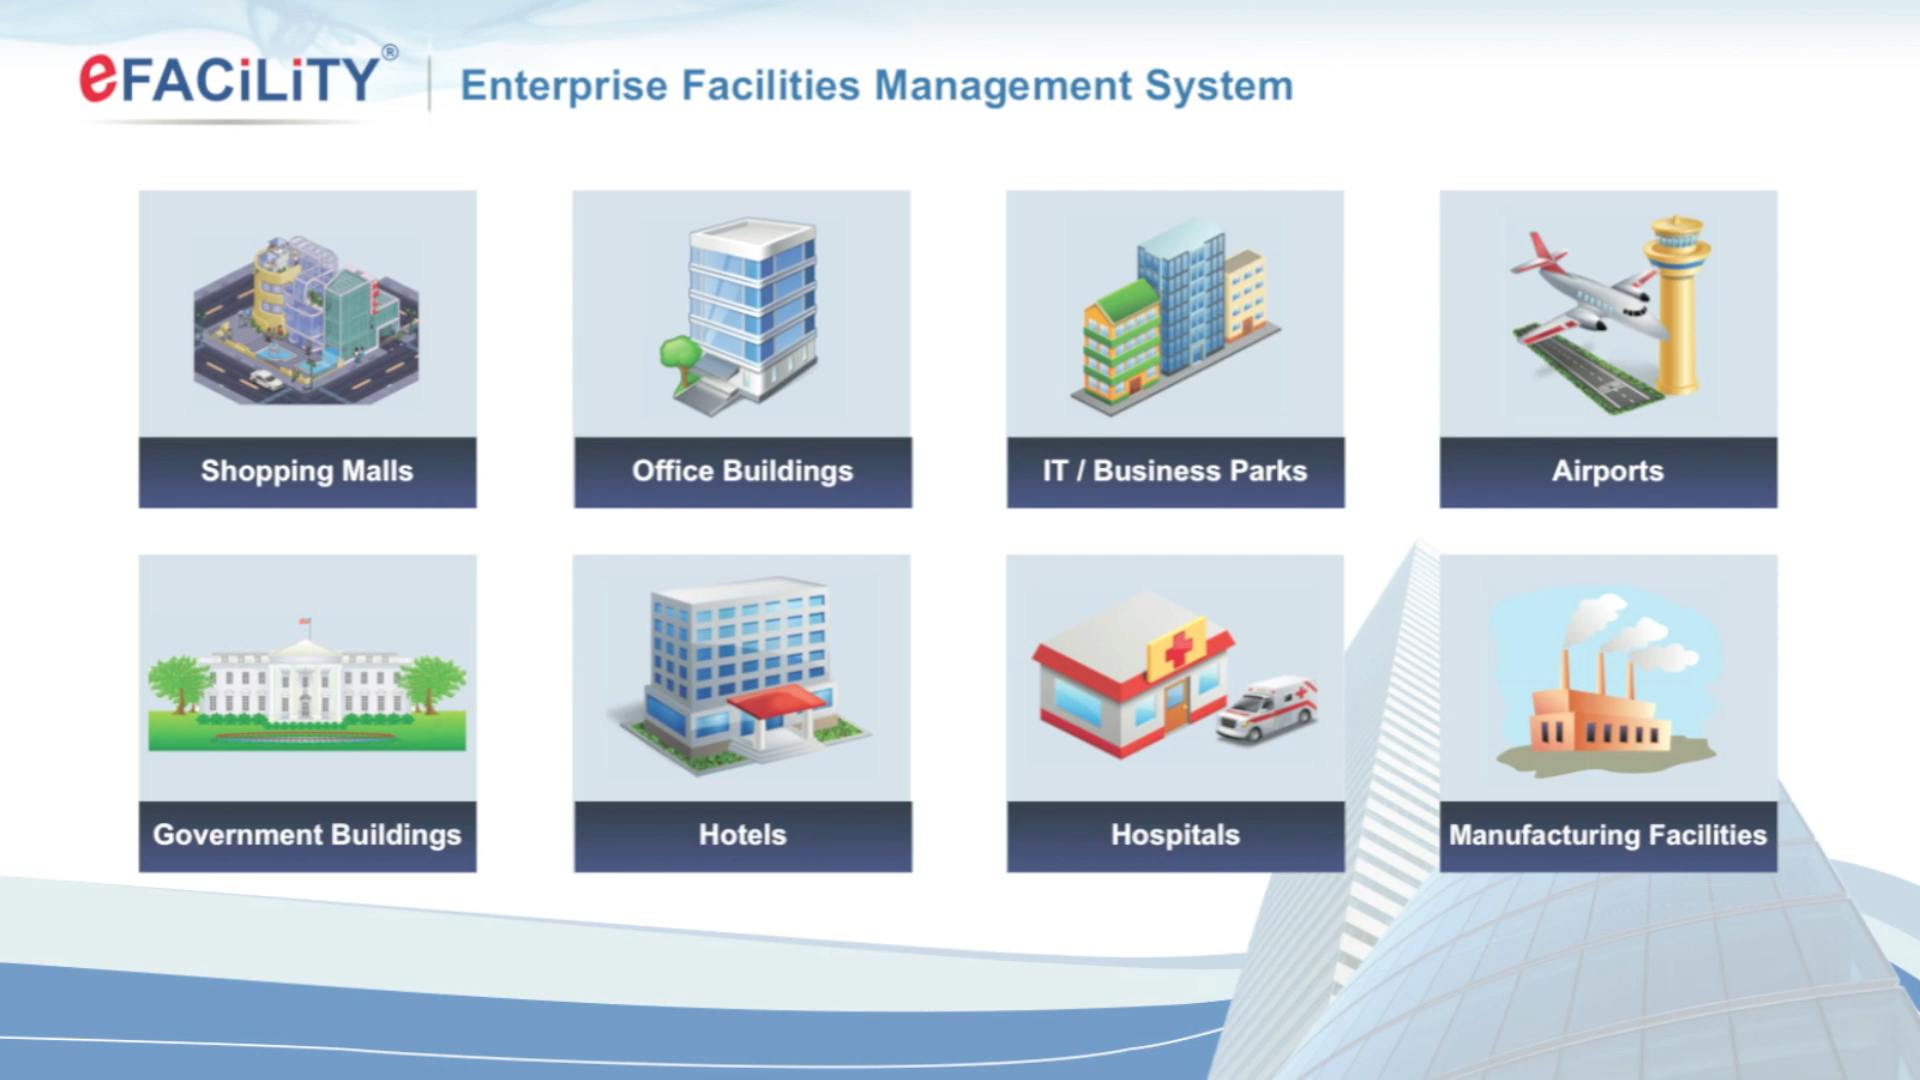 eFACiLiTY®
Enterprise Facilities Management System
Shopping Malls
Office Buildings
IT / Business Parks
Airports
Government Buildings
Hotels
Hospitals
Manufacturing Facilities